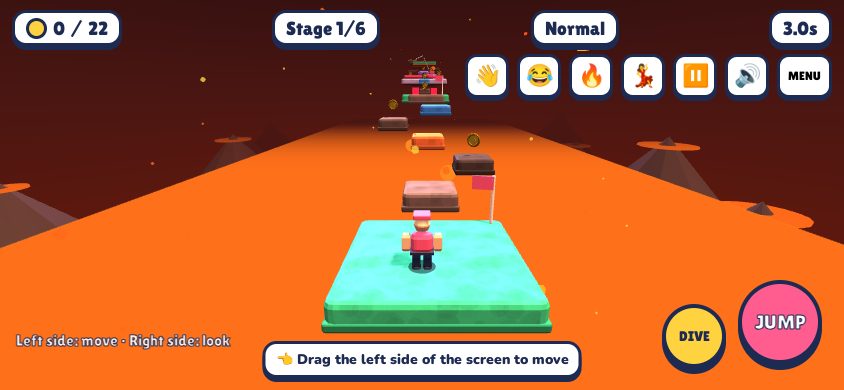 0 / 22
Stage 1/6
Normal
3.0s
MENU
Left side: move · Right side: look
DIVE
JUMP
👈 Drag the left side of the screen to move